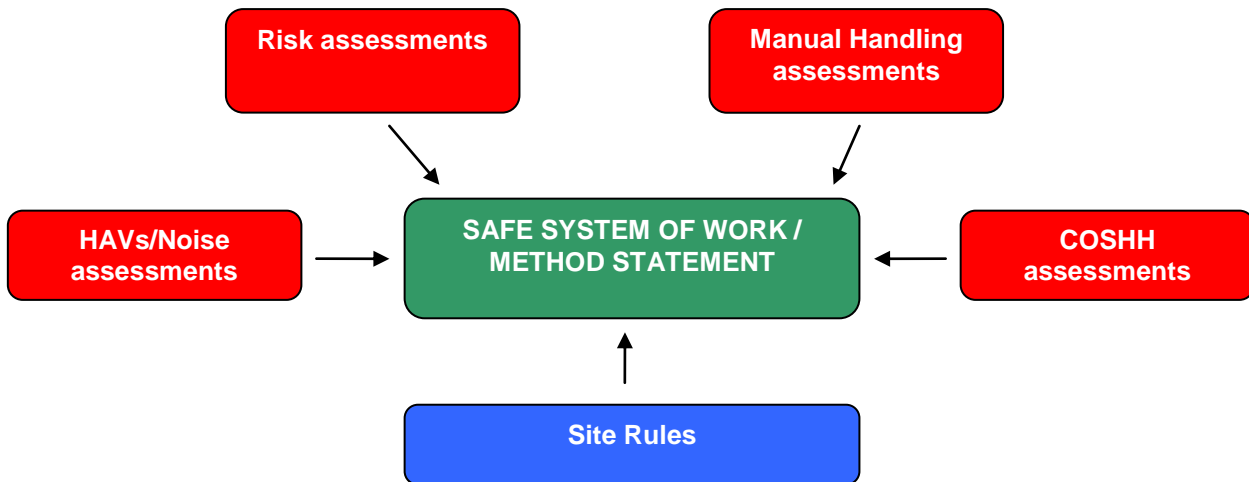 Risk assessments
Manual Handling
assessments
HAVs/Noise
assessments
SAFE SYSTEM OF WORK /
METHOD STATEMENT
COSHH
assessments
Site Rules